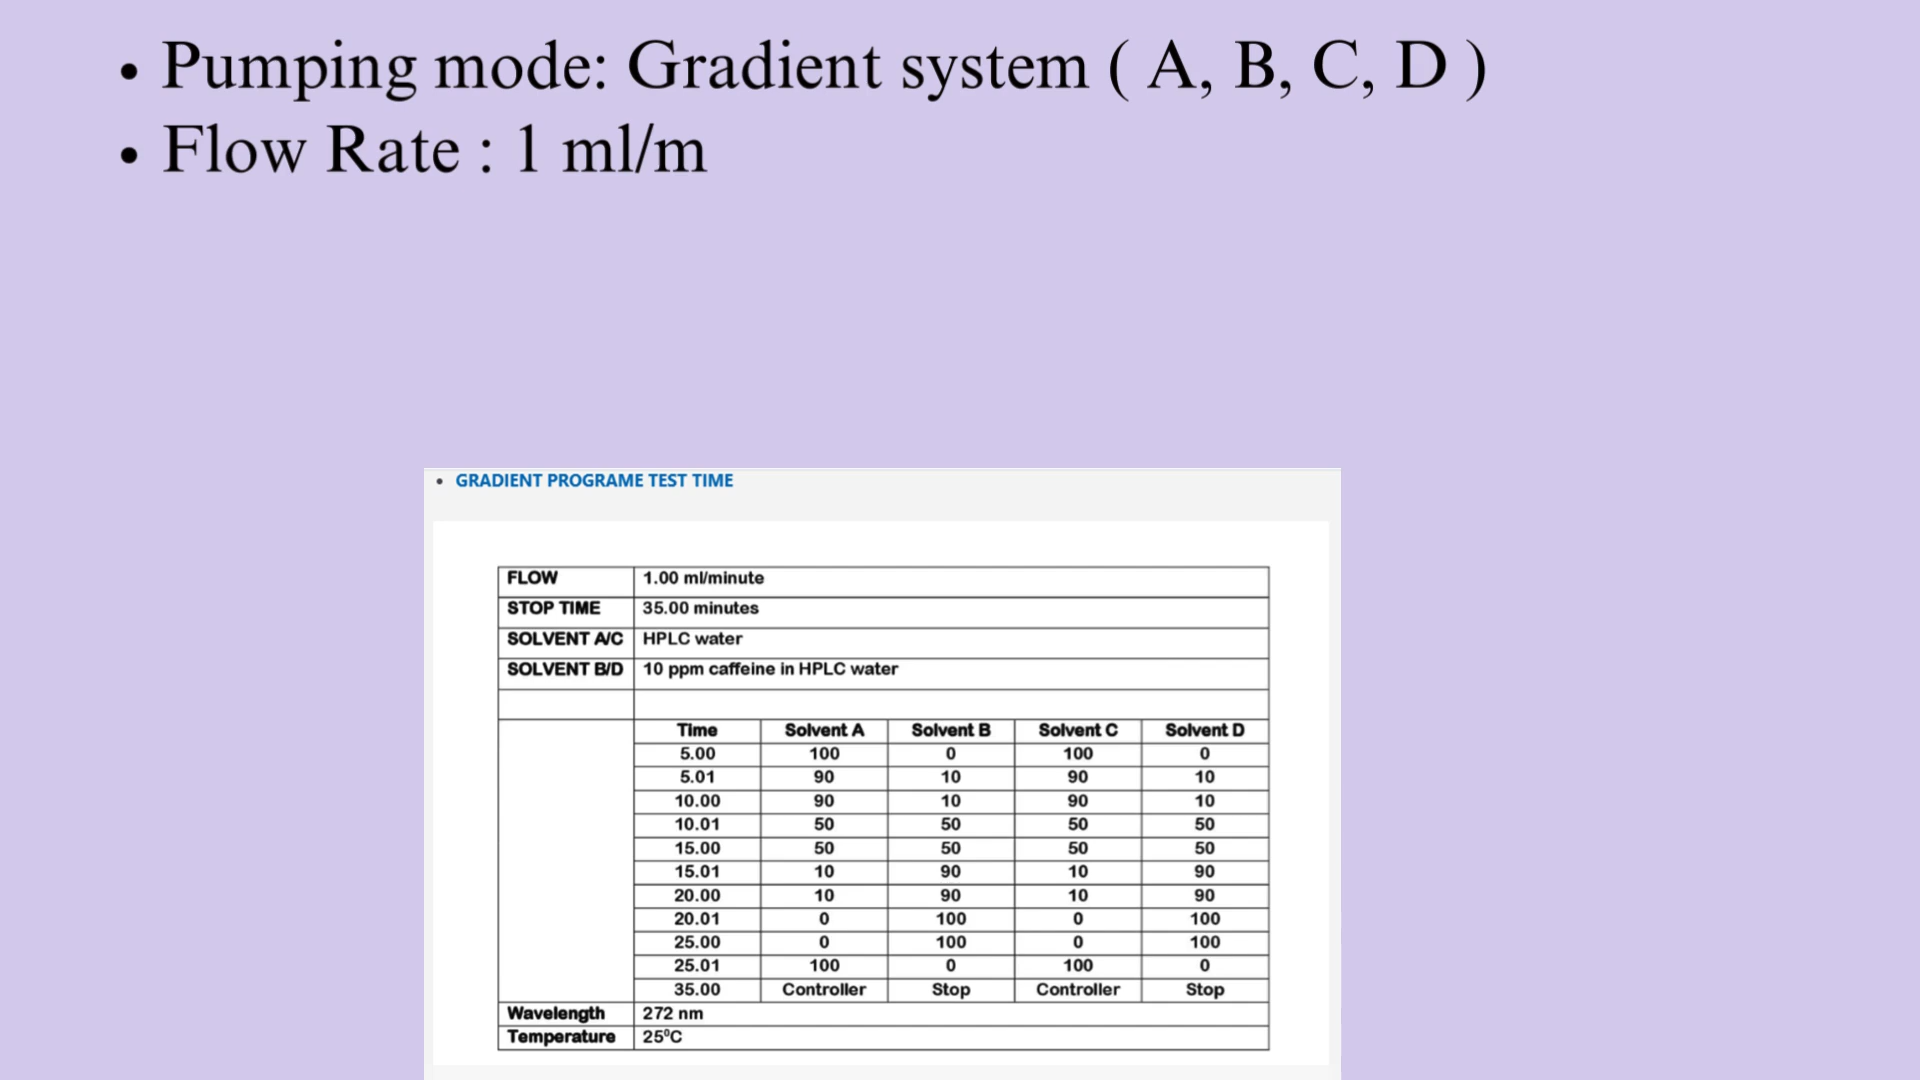 • Pumping mode: Gradient system ( A, B, C, D )
• Flow Rate : 1 ml/m
• GRADIENT PROGRAME TEST TIME
FLOW 1.00 ml/minute
STOP TIME 35.00 minutes
SOLVENT A/C HPLC water
SOLVENT B/D 10 ppm caffeine in HPLC water
Time Solvent A Solvent B Solvent C Solvent D
5.00 100 0 100 0
5.01 90 10 90 10
10.00 90 10 90 10
10.01 50 50 50 50
15.00 50 50 50 50
15.01 10 90 10 90
20.00 10 90 10 90
20.01 0 100 0 100
25.00 0 100 0 100
25.01 100 0 100 0
35.00 Controller Stop Controller Stop
Wavelength 272 nm
Temperature 25⁰C